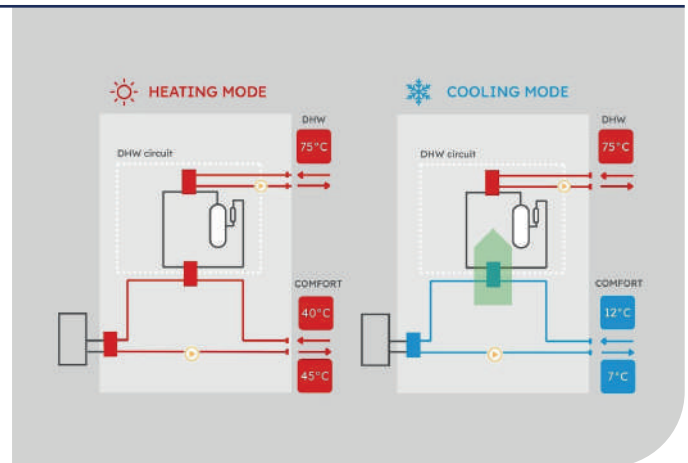 HEATING MODE
DHW
75°C
DHW circuit
COMFORT
40°C
45°C
COOLING MODE
DHW
75°C
DHW circuit
COMFORT
12°C
7°C